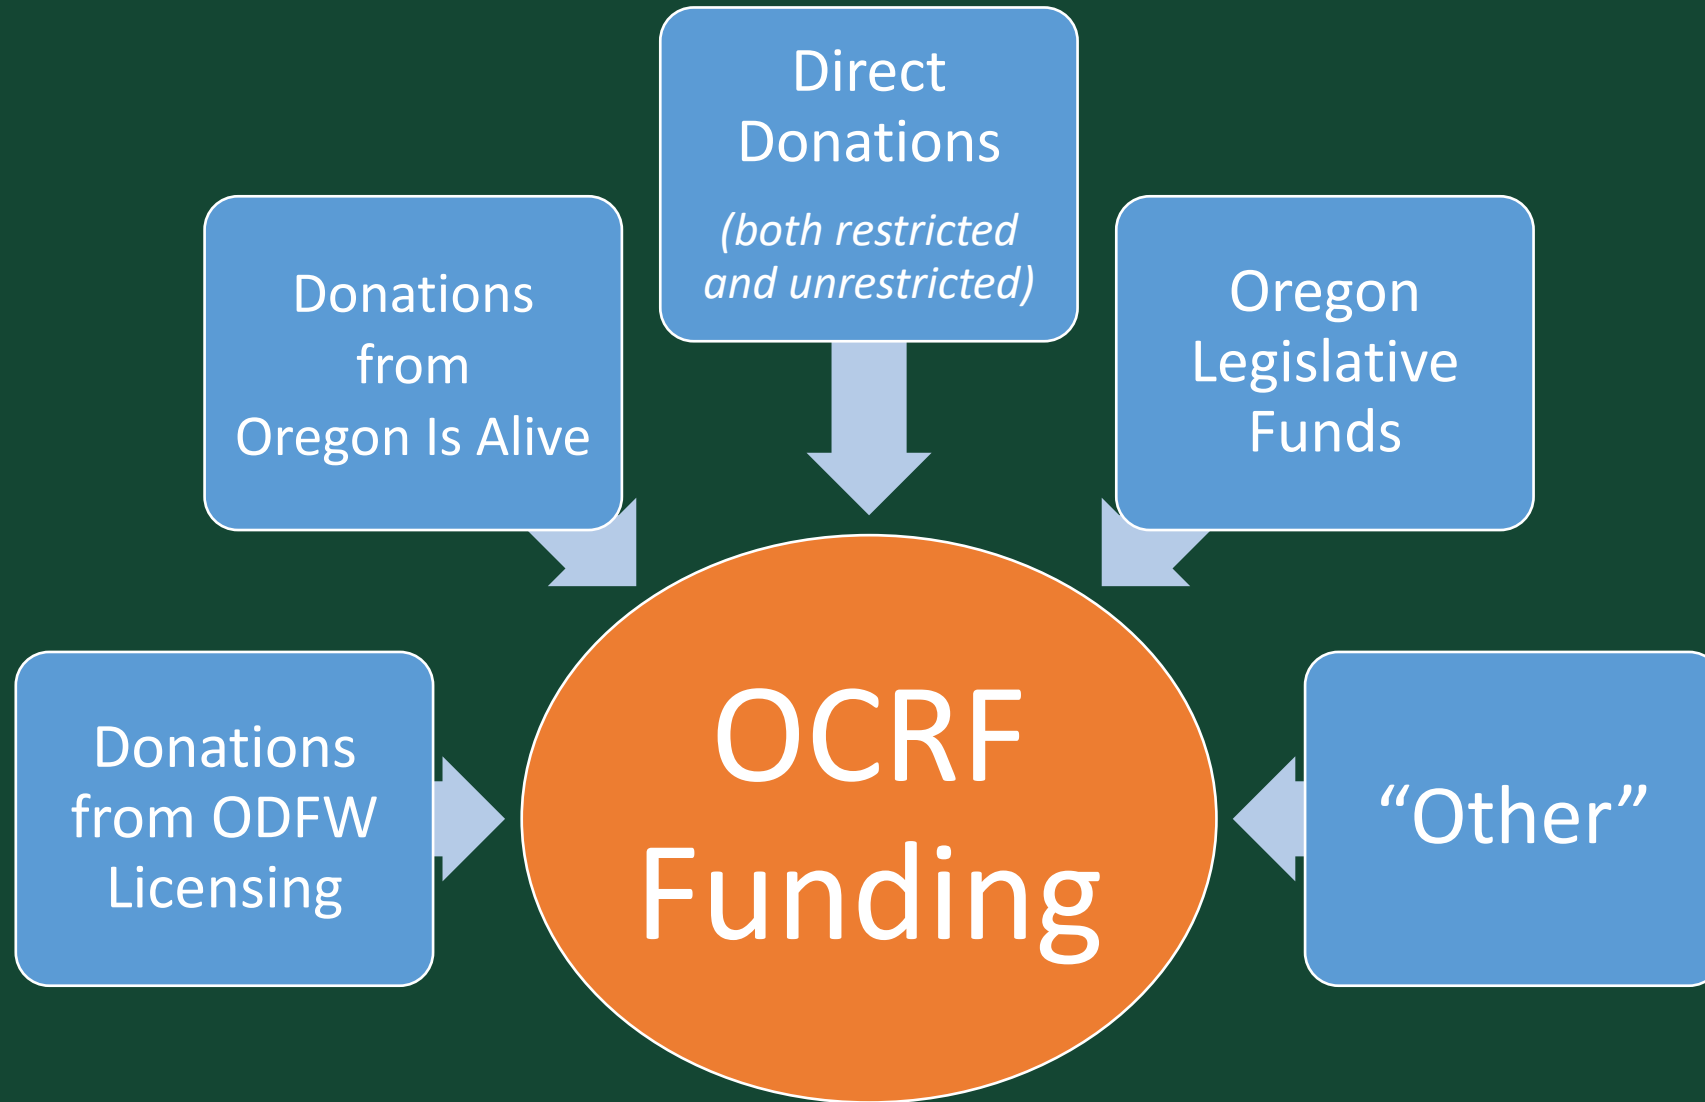 Direct
Donations
(both restricted
and unrestricted)
Donations
from
Oregon Is Alive
Oregon
Legislative
Funds
Donations
from ODFW
Licensing
OCRF
Funding
“Other”